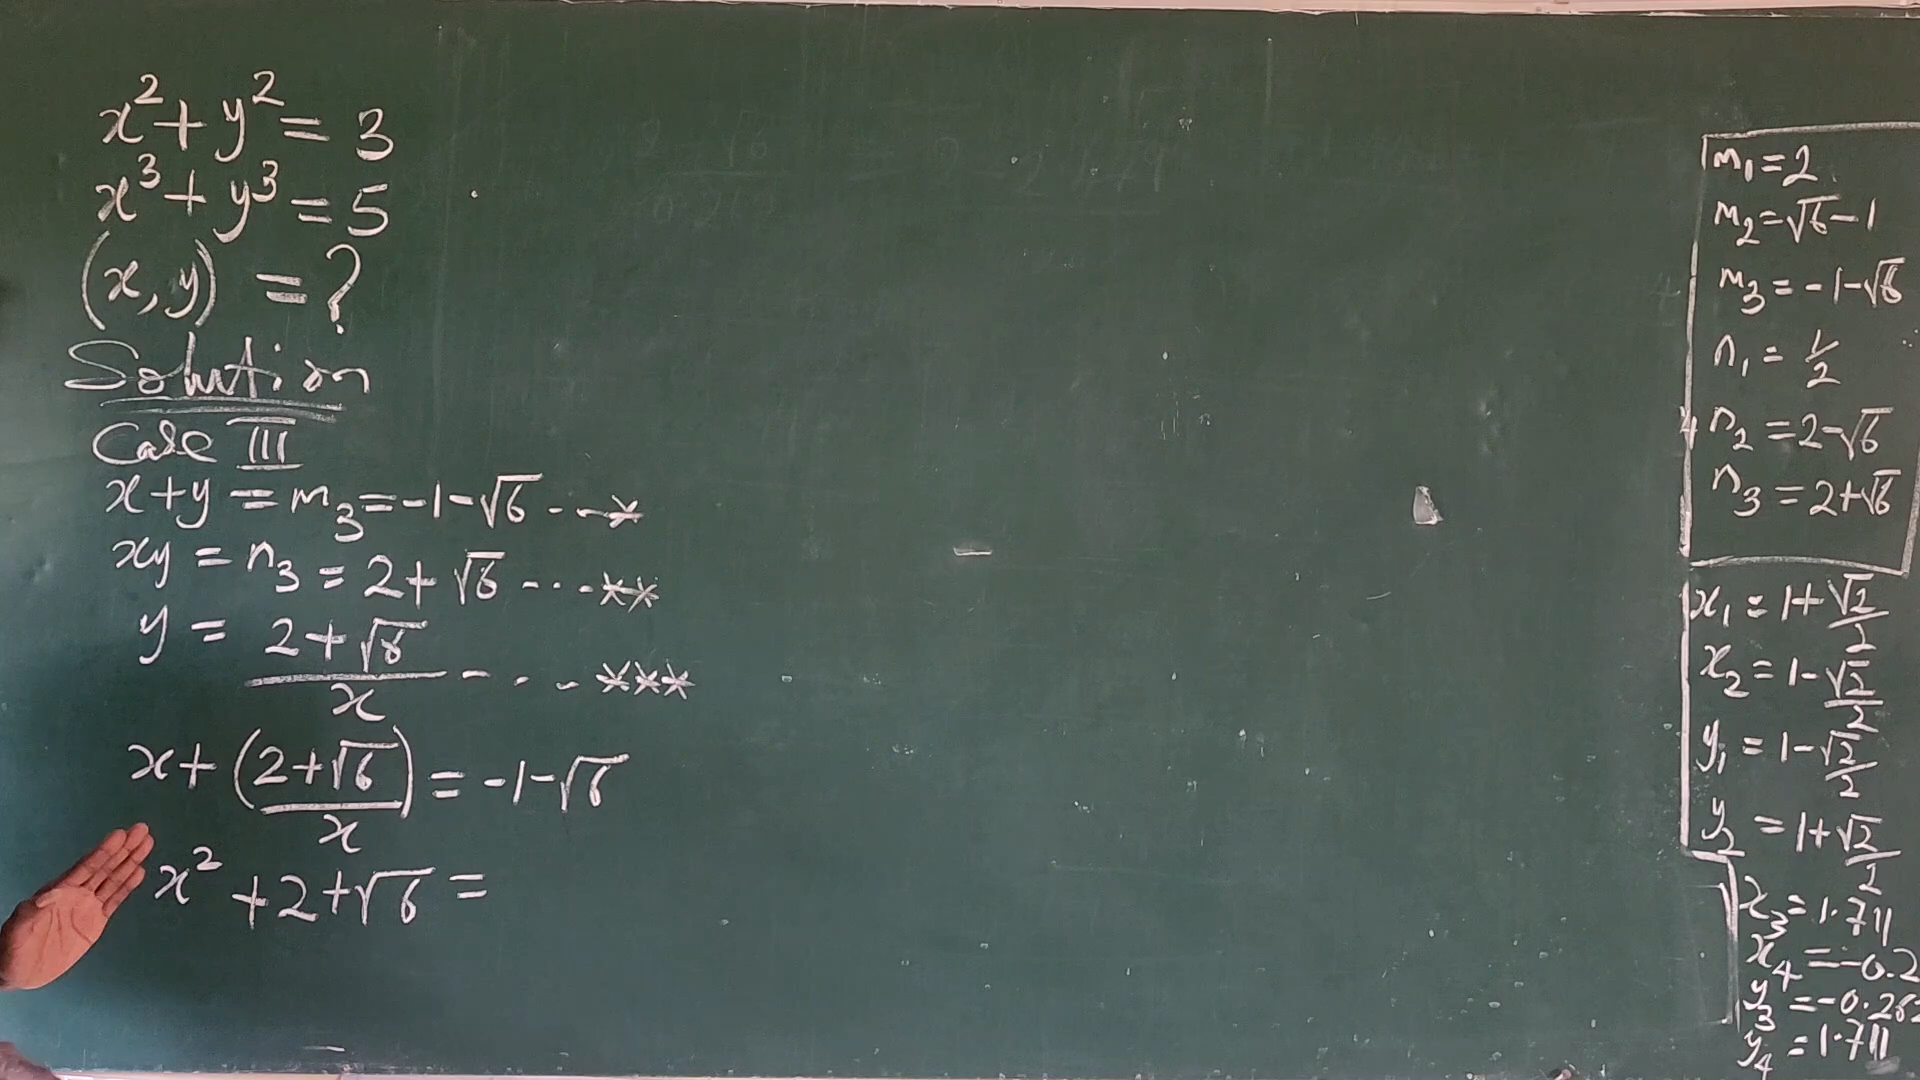 x² + y² = 3
x³ + y³ = 5
(x, y) = ?
Solution
Case III
x + y = m₃ = -1-√6 ---*
xy = n₃ = 2+√6 ---**
y = (2+√6)/x ---***
x + ((2+√6)/x) = -1-√6
x² + 2+√6 =
m₁ = 2
m₂ = √6 - 1
m₃ = -1-√6
n₁ = 1/2
n₂ = 2-√6
n₃ = 2+√6
x₁ = 1+√2/2
x₂ = 1-√2/2
y₁ = 1-√2/2
y₂ = 1+√2/2
x₃ = 1.711
x₄ = -0.2
y₃ = -0.262
y₄ = 1.711